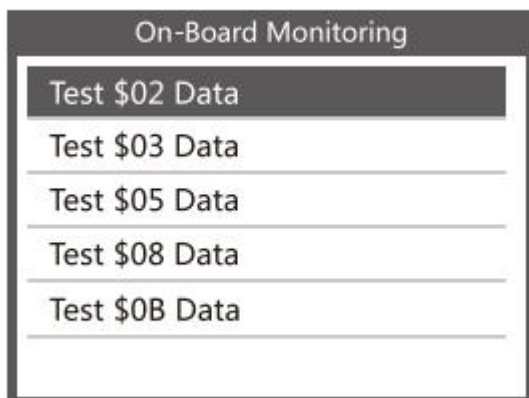 On-Board Monitoring
Test $02 Data
Test $03 Data
Test $05 Data
Test $08 Data
Test $0B Data